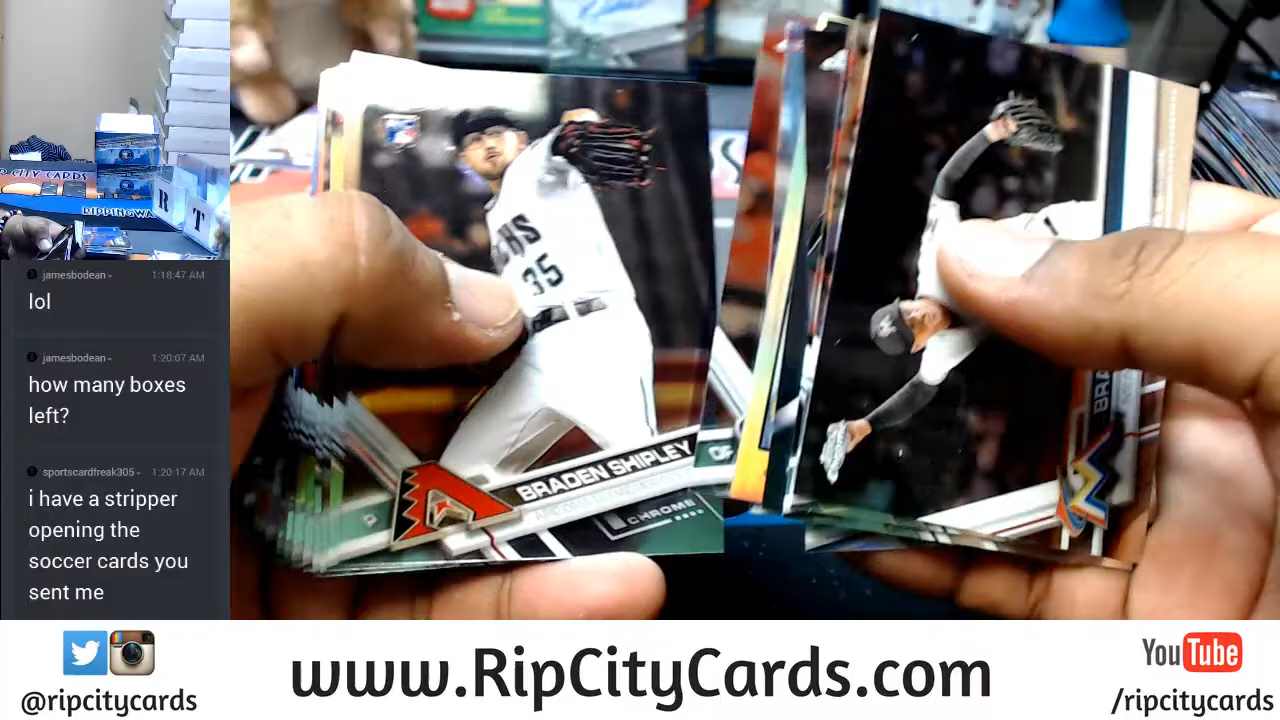 jamesbodean
1:18:47 AM
lol
jamesbodean
1:20:07 AM
how many boxes
left?
sportscardfreak305
1:20:17 AM
i have a stripper
opening the
soccer cards you
sent me
R
T
35
BRADEN SHIPLEY
CHROME
BRA
www.RipCityCards.com
@ripcitycards
YouTube
/ripcitycards